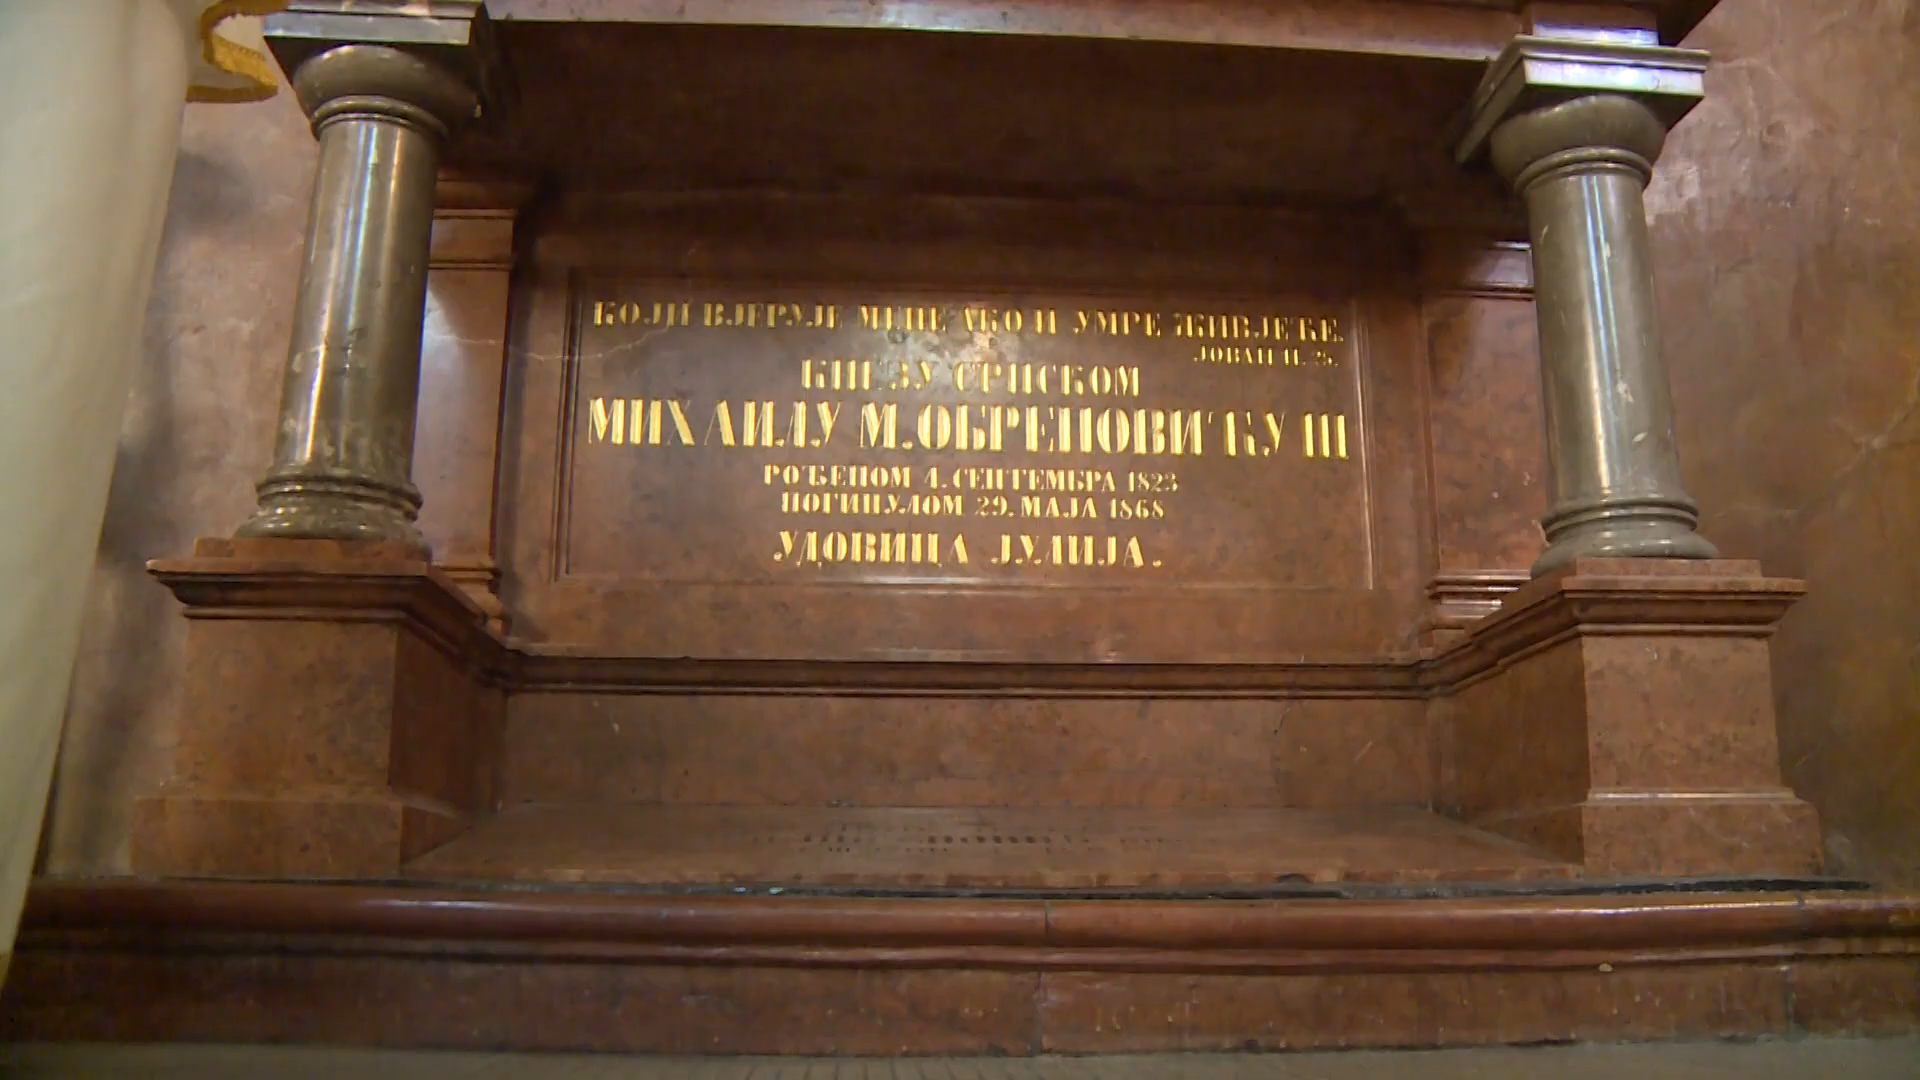 КОЈИ ВЈЕРУЈЕ МЕНЕ АКО И УМРЕ ЖИВЈЕЋЕ.
ЈОВАН 11. 25.
КНЕЗУ СРПСКОМ
МИХАИЛУ М. ОБРЕНОВИЋУ III
РОЂЕНОМ 4. СЕПТЕМБРА 1823
ПОГИНУЛОМ 29. МАЈА 1868
УДОВИЦА ЈУЛИЈА.